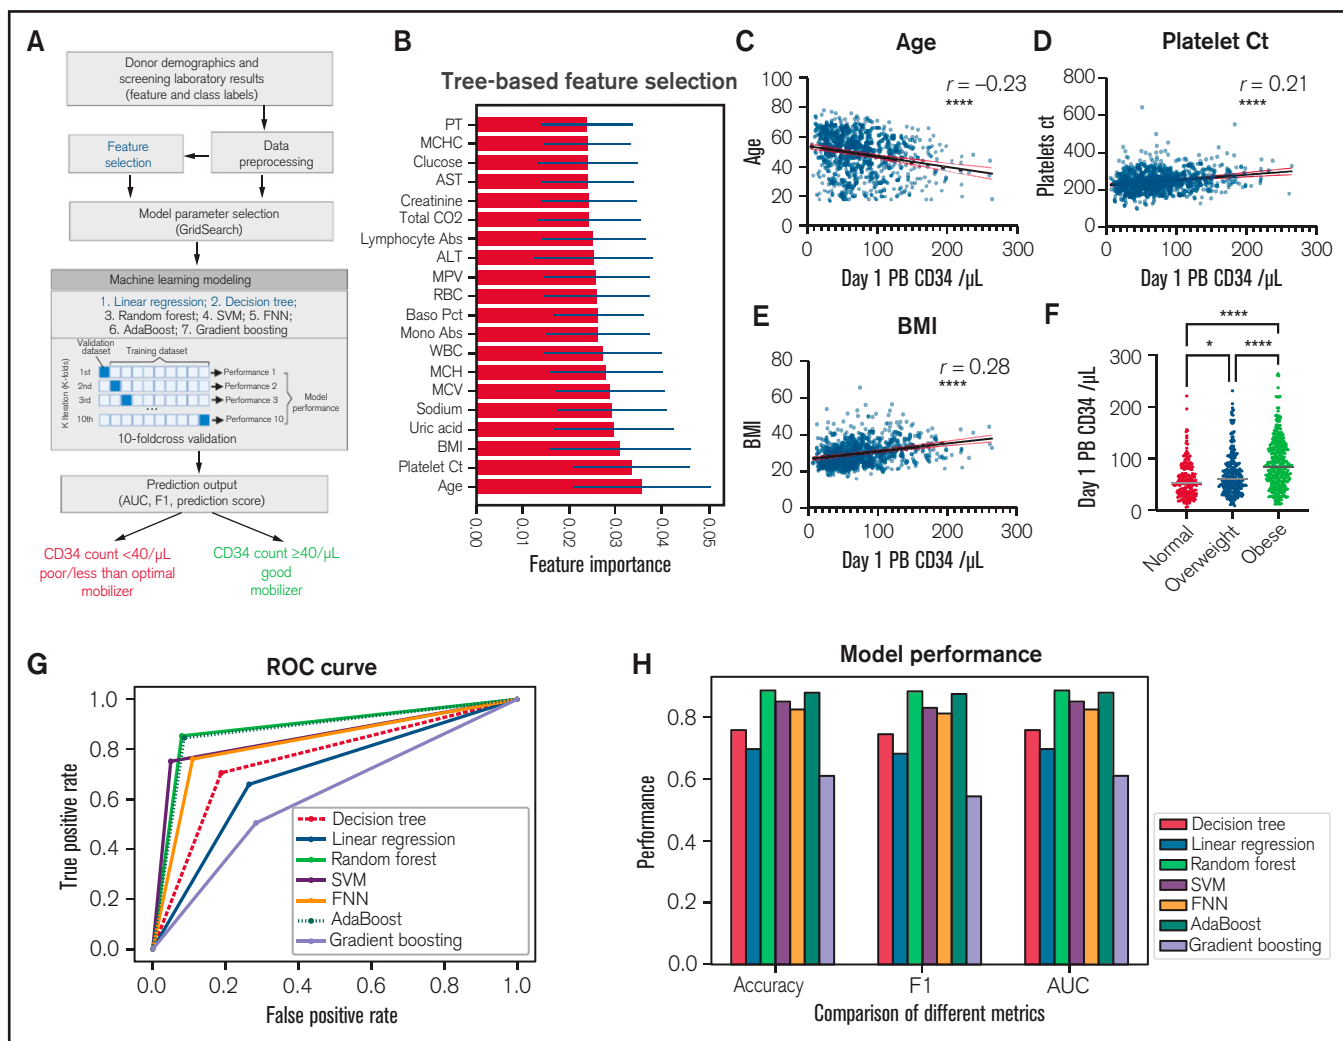 A
Donor demographics and
screening laboratory results
(feature and class labels)
Feature
selection
Data
preprocessing
Model parameter selection
(GridSearch)
Machine learning modeling
1. Linear regression; 2. Decision tree;
3. Random forest; 4. SVM; 5. FNN;
6. AdaBoost; 7. Gradient boosting
Validation
dataset
Training dataset
K Iteration (K-folds)
1st
Performance 1
2nd
Performance 2
3rd
Performance 3
...
10th
Performance 10
Model
performance
10-foldcross validation
Prediction output
(AUC, F1, prediction score)
CD34 count <40/µL
poor/less than optimal
mobilizer
CD34 count ≥40/µL
good
mobilizer
B
Tree-based feature selection
PT
MCHC
Glucose
AST
Creatinine
Total CO2
Lymphocyte Abs
ALT
MPV
RBC
Baso Pct
Mono Abs
WBC
MCH
MCV
Sodium
Uric acid
BMI
Platelet Ct
Age
0.00
0.01
0.02
0.03
0.04
0.05
Feature importance
C
Age
r = –0.23
****
Age
100
80
60
40
20
0
0
100
200
300
Day 1 PB CD34 /µL
D
Platelet Ct
r = 0.21
****
Platelets ct
800
600
400
200
0
0
100
200
300
Day 1 PB CD34 /µL
E
BMI
r = 0.28
****
BMI
80
60
40
20
0
0
100
200
300
Day 1 PB CD34 /µL
F
****
*
****
Day 1 PB CD34 /µL
300
200
100
0
Normal
Overweight
Obese
G
ROC curve
True positive rate
1.0
0.8
0.6
0.4
0.2
0.0
0.0
0.2
0.4
0.6
0.8
1.0
False positive rate
Decision tree
Linear regression
Random forest
SVM
FNN
AdaBoost
Gradient boosting
H
Model performance
Performance
0.8
0.6
0.4
0.2
0.0
Accuracy
F1
AUC
Comparison of different metrics
Decision tree
Linear regression
Random forest
SVM
FNN
AdaBoost
Gradient boosting